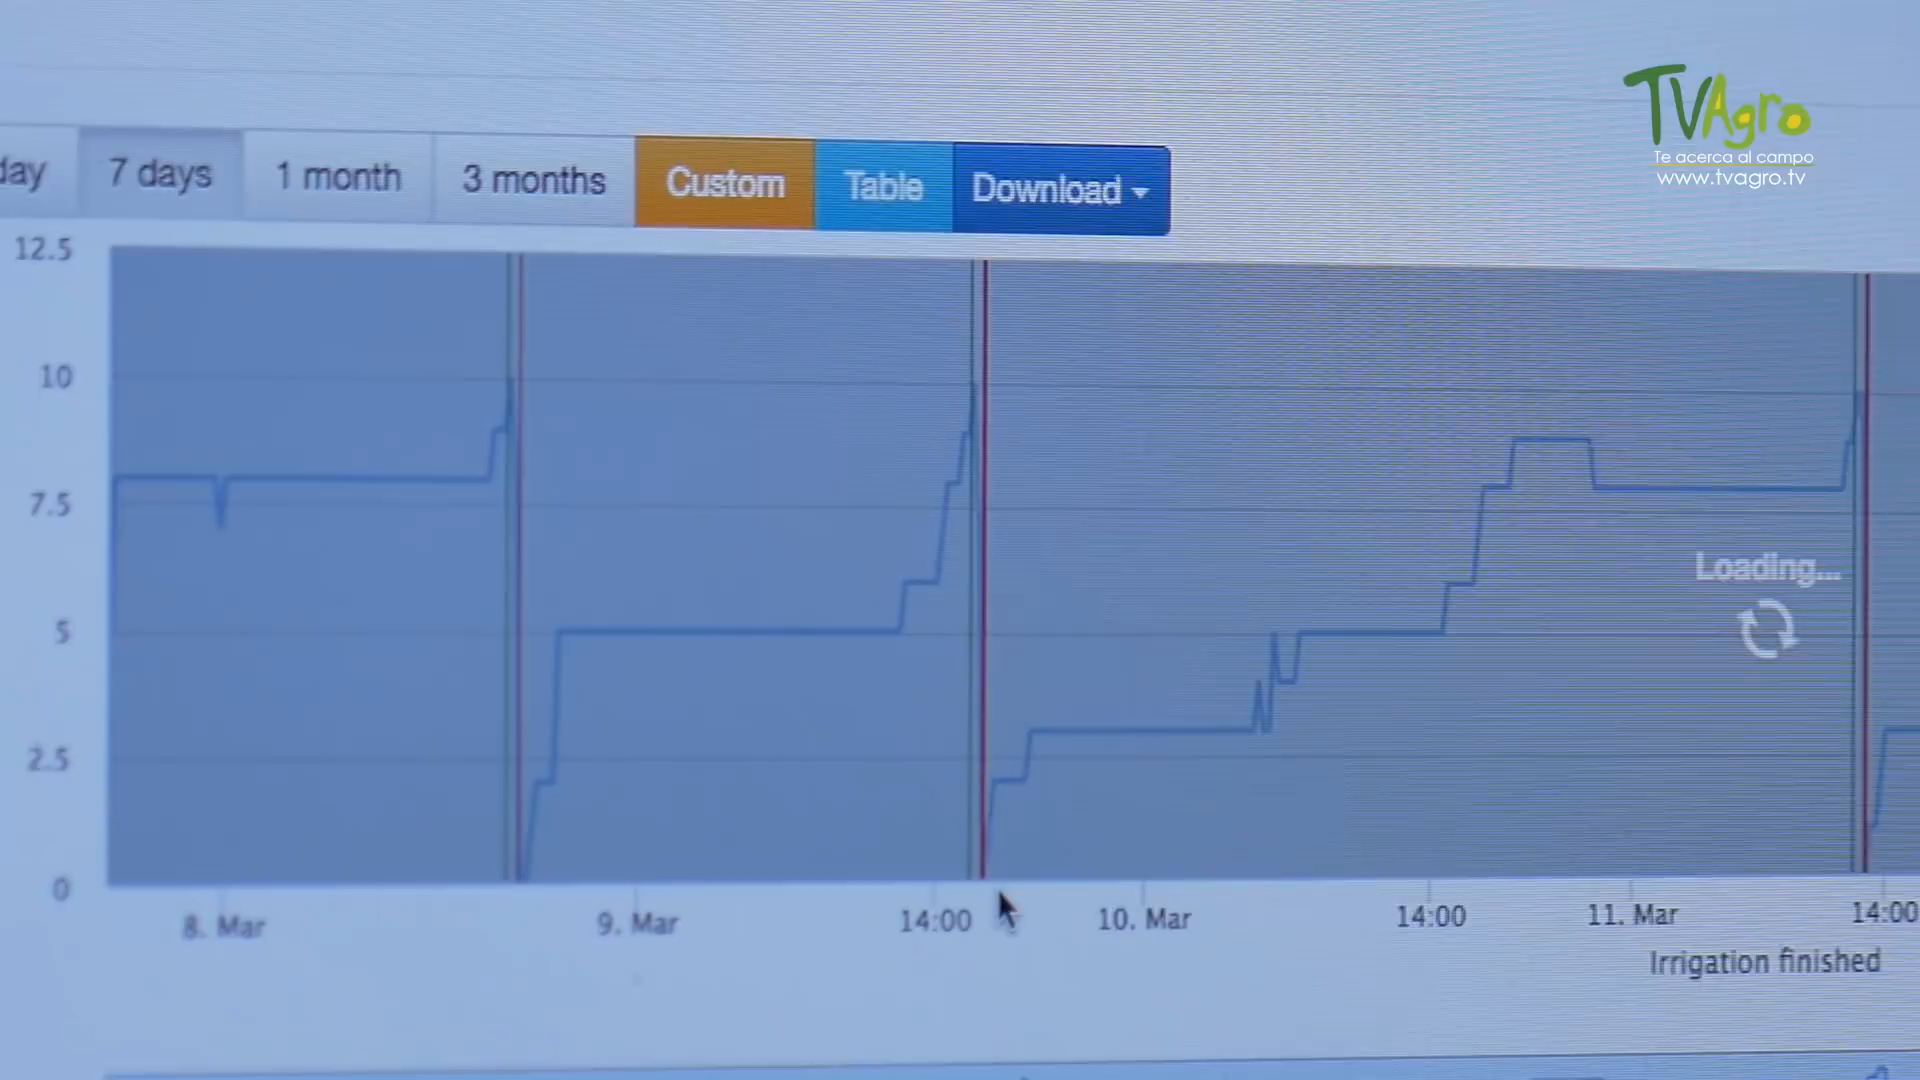 TVAgro
Te acerca al campo
www.tvagro.tv
day 7 days 1 month 3 months Custom Table Download
12.5
10
7.5
5
2.5
0
Loading...
8. Mar 9. Mar 14:00 10. Mar 14:00 11. Mar 14:00
Irrigation finished